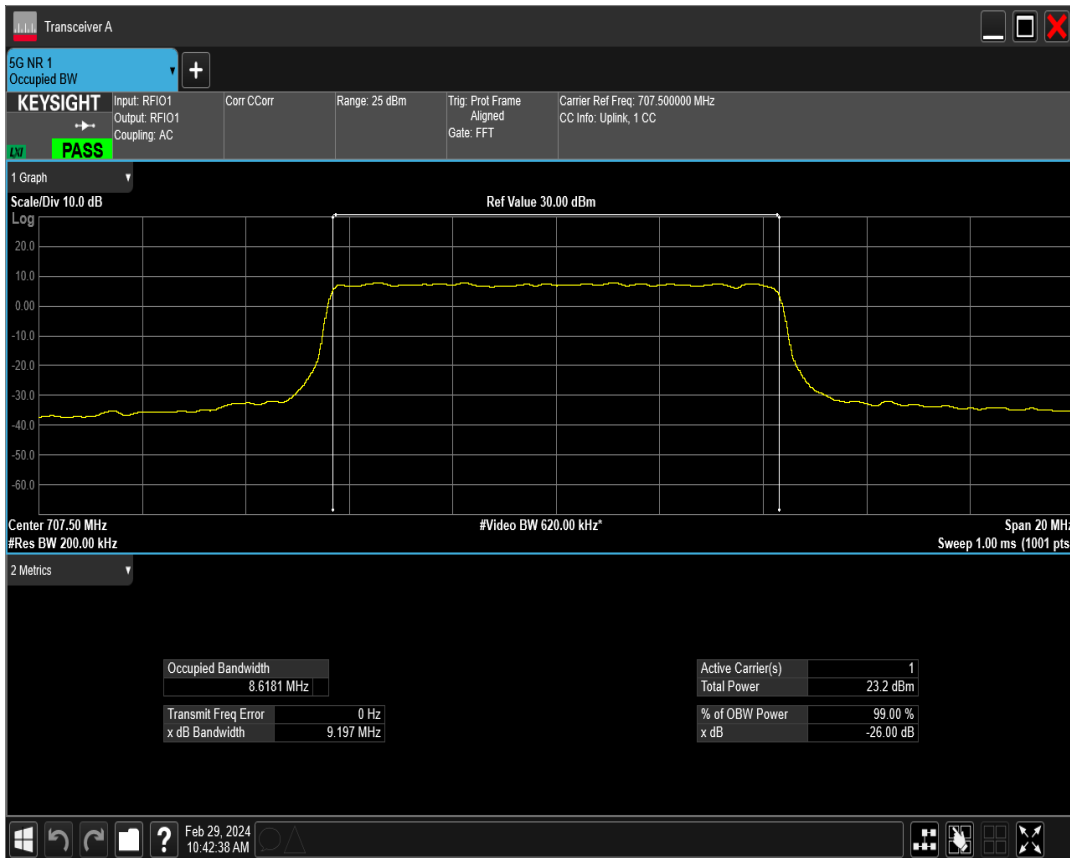 Transceiver A
5G NR 1
Occupied BW
+
KEYSIGHT
LXI
PASS
Input: RFIO1
Output: RFIO1
Coupling: AC
Corr CCorr
Range: 25 dBm
Trig: Prot Frame
Aligned
Gate: FFT
Carrier Ref Freq: 707.500000 MHz
CC Info: Uplink, 1 CC
1 Graph
Scale/Div 10.0 dB
Ref Value 30.00 dBm
Log
20.0
10.0
0.00
-10.0
-20.0
-30.0
-40.0
-50.0
-60.0
Center 707.50 MHz
#Video BW 620.00 kHz*
Span 20 MHz
#Res BW 200.00 kHz
Sweep 1.00 ms (1001 pts
2 Metrics
Occupied Bandwidth
8.6181 MHz
Transmit Freq Error 0 Hz
x dB Bandwidth 9.197 MHz
Active Carrier(s) 1
Total Power 23.2 dBm
% of OBW Power 99.00 %
x dB -26.00 dB
?
Feb 29, 2024
10:42:38 AM